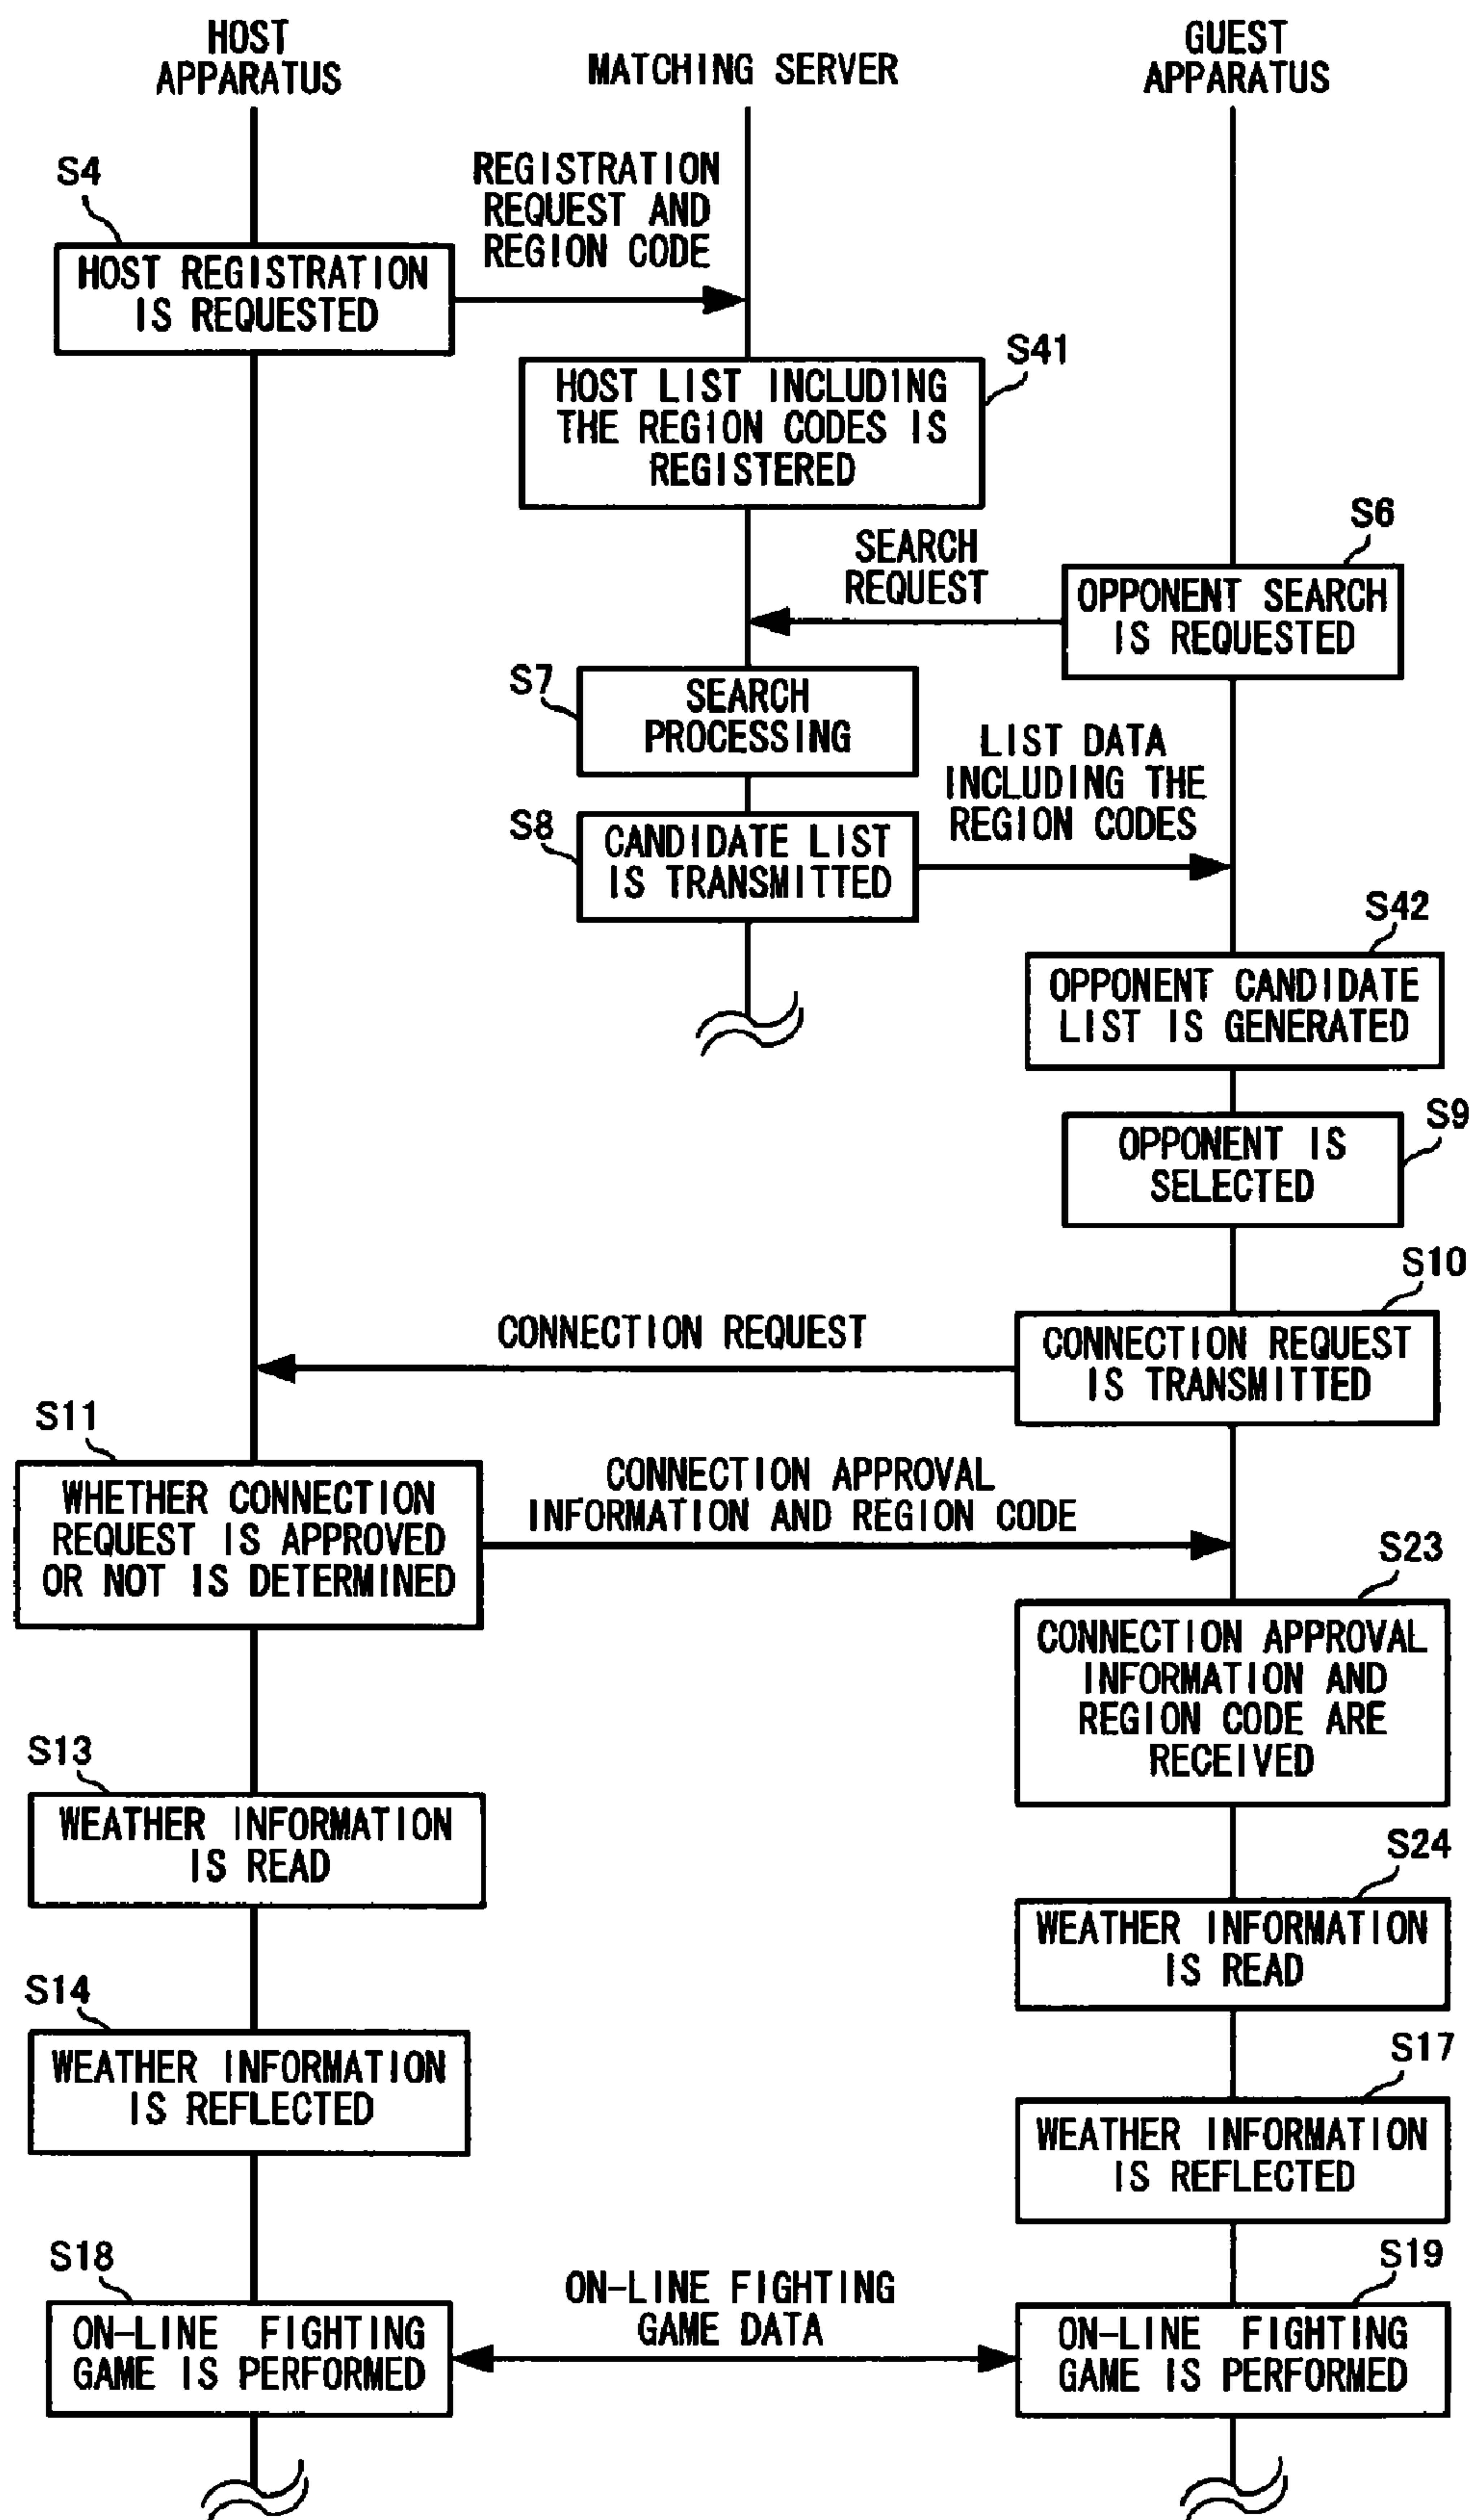 HOST
APPARATUS
MATCHING SERVER
GUEST
APPARATUS
S4
REGISTRATION
REQUEST AND
REGION CODE
HOST REGISTRATION
IS REQUESTED
S41
HOST LIST INCLUDING
THE REGION CODES IS
REGISTERED
S6
SEARCH
REQUEST
OPPONENT SEARCH
IS REQUESTED
S7
SEARCH
PROCESSING
LIST DATA
INCLUDING THE
REGION CODES
S8
CANDIDATE LIST
IS TRANSMITTED
S42
OPPONENT CANDIDATE
LIST IS GENERATED
S9
OPPONENT IS
SELECTED
S10
CONNECTION REQUEST
CONNECTION REQUEST
IS TRANSMITTED
S11
WHETHER CONNECTION
REQUEST IS APPROVED
OR NOT IS DETERMINED
CONNECTION APPROVAL
INFORMATION AND REGION CODE
S23
CONNECTION APPROVAL
INFORMATION AND
REGION CODE ARE
RECEIVED
S13
WEATHER INFORMATION
IS READ
S24
WEATHER INFORMATION
IS READ
S14
WEATHER INFORMATION
IS REFLECTED
S17
WEATHER INFORMATION
IS REFLECTED
S18
ON-LINE FIGHTING
GAME IS PERFORMED
ON-LINE FIGHTING
GAME DATA
S19
ON-LINE FIGHTING
GAME IS PERFORMED